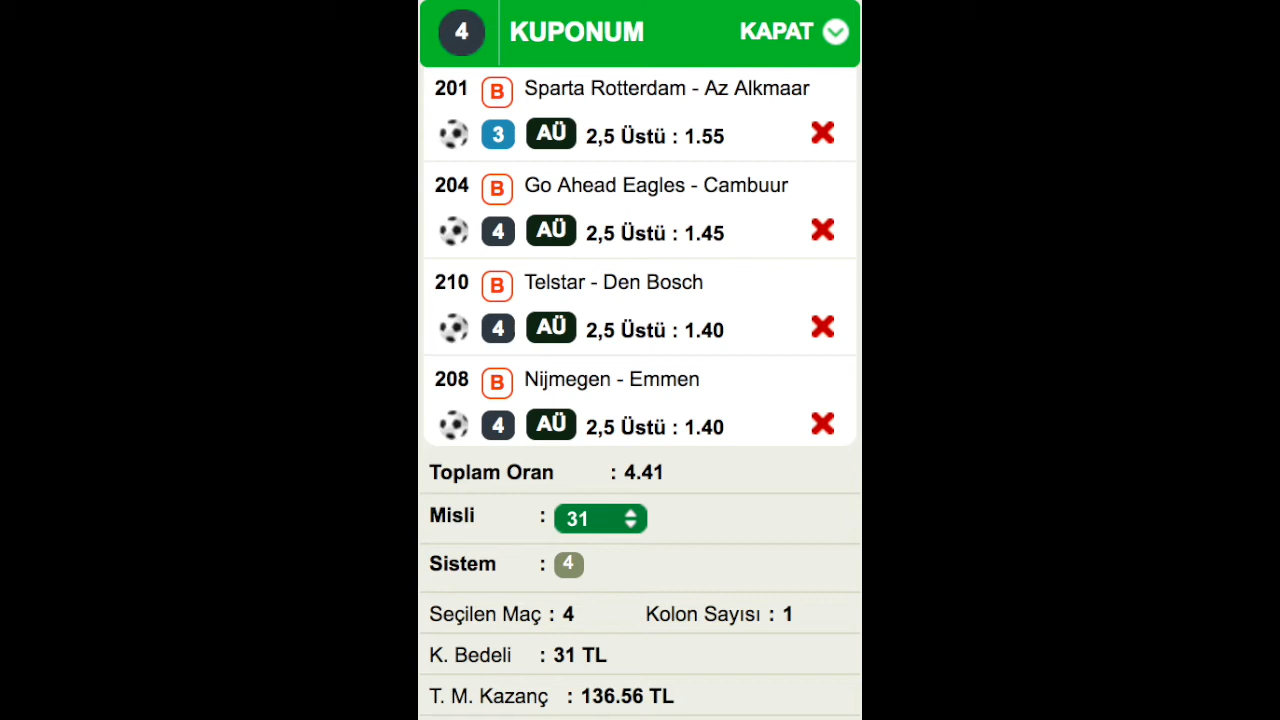 4 KUPONUM KAPAT
201 B Sparta Rotterdam - Az Alkmaar
3 AÜ 2,5 Üstü : 1.55
204 B Go Ahead Eagles - Cambuur
4 AÜ 2,5 Üstü : 1.45
210 B Telstar - Den Bosch
4 AÜ 2,5 Üstü : 1.40
208 B Nijmegen - Emmen
4 AÜ 2,5 Üstü : 1.40
Toplam Oran : 4.41
Misli : 31
Sistem : 4
Seçilen Maç : 4 Kolon Sayısı : 1
K. Bedeli : 31 TL
T. M. Kazanç : 136.56 TL